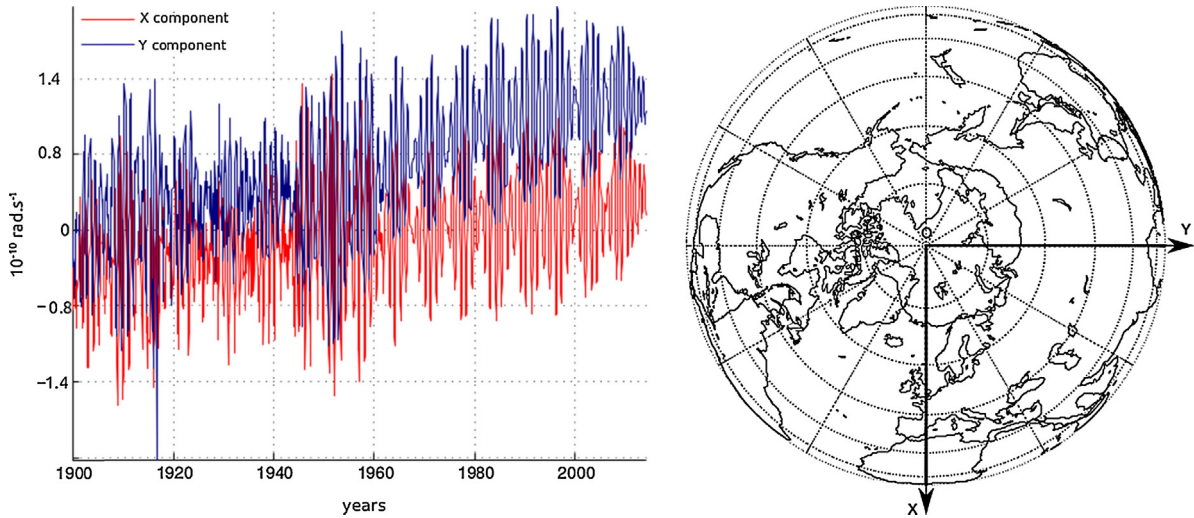 X component
Y component
1.4
0.8
0
−0.8
−1.4
10⁻¹⁰ rad.s⁻¹
1900
1920
1940
1960
1980
2000
years
Y
X